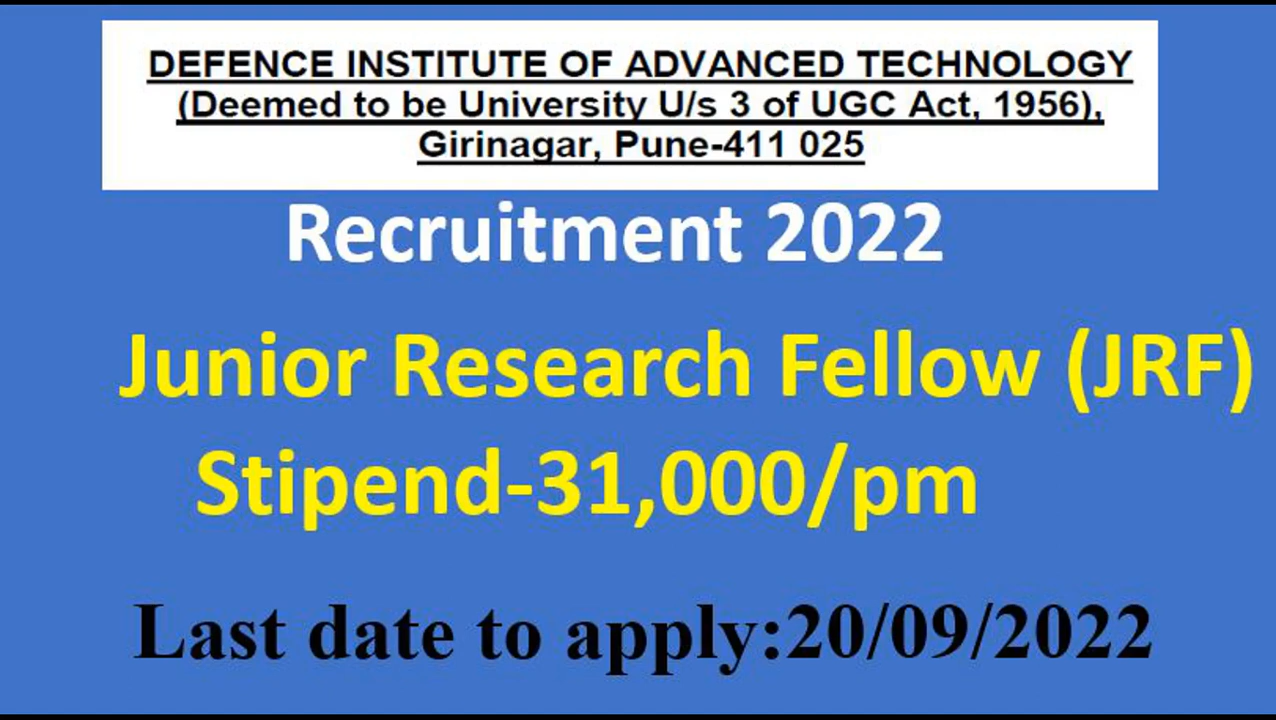 DEFENCE INSTITUTE OF ADVANCED TECHNOLOGY
(Deemed to be University U/s 3 of UGC Act, 1956),
Girinagar, Pune-411 025
Recruitment 2022
Junior Research Fellow (JRF)
Stipend-31,000/pm
Last date to apply:20/09/2022